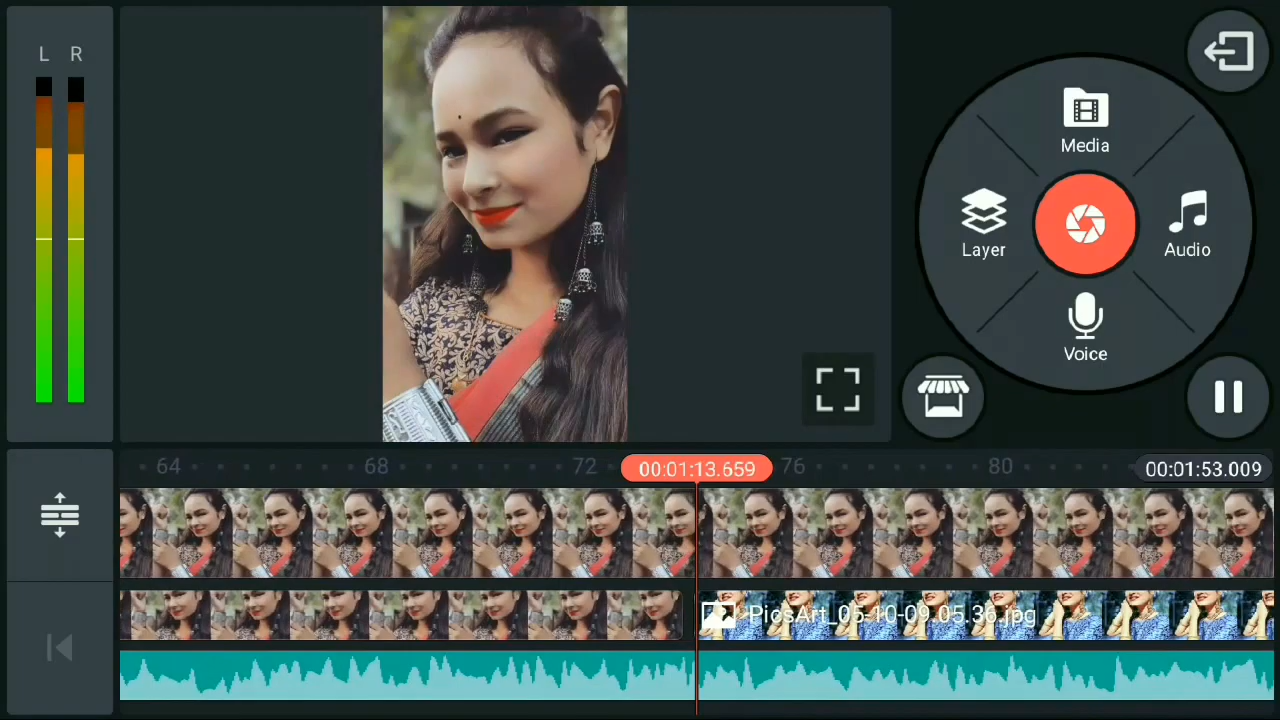 L R
Media
Layer
Audio
Voice
64 68 72 00:01:13.659 76 80 00:01:53.009
PicsArt_05-10-09.05.36.jpg